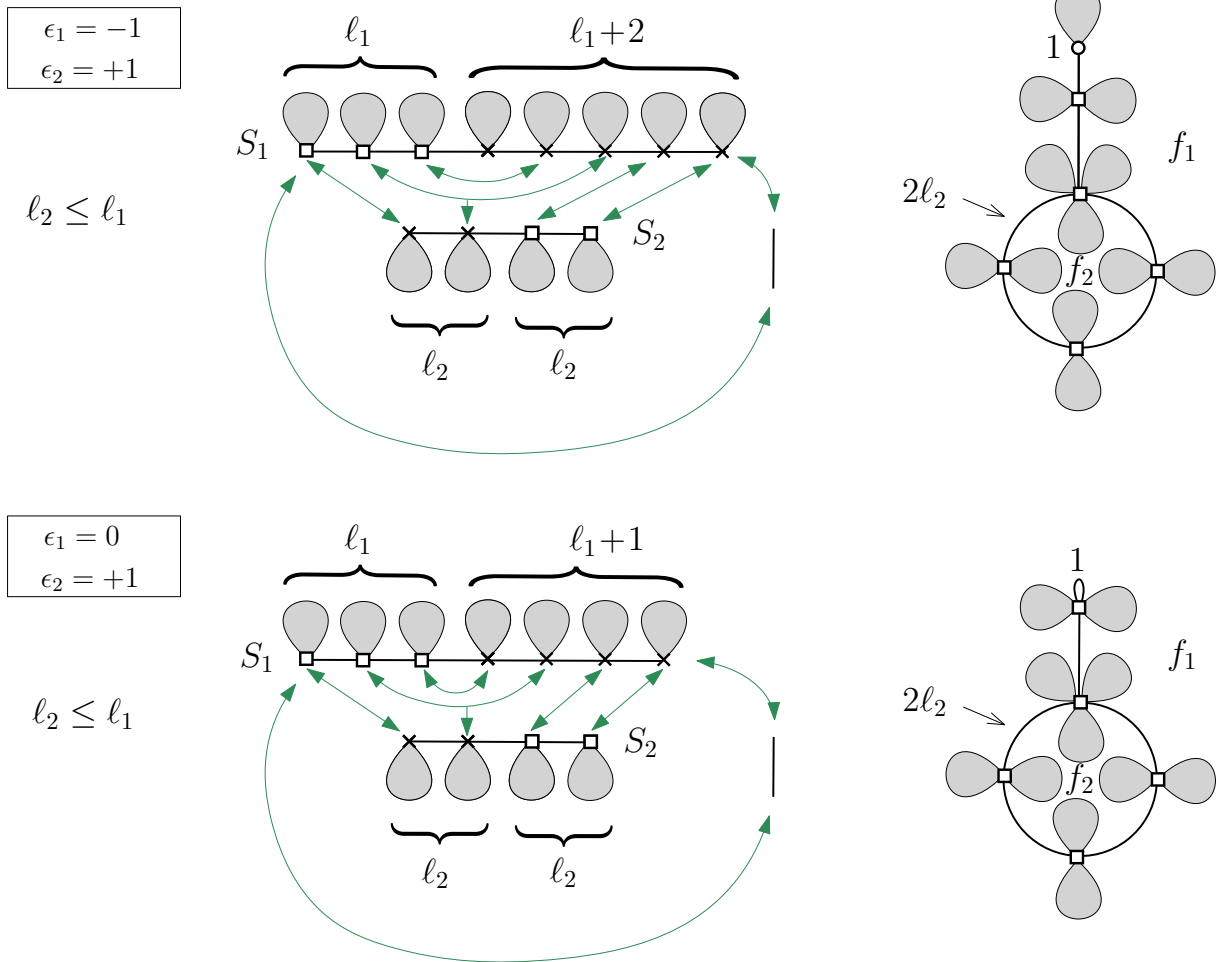 ϵ₁ = −1
ϵ₂ = +1
ℓ₁
ℓ₁+2
S₁
ℓ₂ ≤ ℓ₁
S₂
ℓ₂
ℓ₂
1
f₁
2ℓ₂
f₂
ϵ₁ = 0
ϵ₂ = +1
ℓ₁
ℓ₁+1
S₁
ℓ₂ ≤ ℓ₁
S₂
ℓ₂
ℓ₂
1
f₁
2ℓ₂
f₂